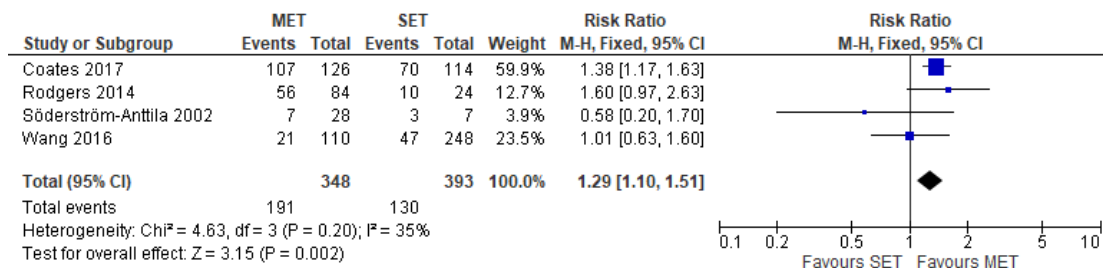 MET SET Risk Ratio Risk Ratio
Study or Subgroup Events Total Events Total Weight M-H, Fixed, 95% CI M-H, Fixed, 95% CI
Coates 2017 107 126 70 114 59.9% 1.38 [1.17, 1.63]
Rodgers 2014 56 84 10 24 12.7% 1.60 [0.97, 2.63]
Söderström-Anttila 2002 7 28 3 7 3.9% 0.58 [0.20, 1.70]
Wang 2016 21 110 47 248 23.5% 1.01 [0.63, 1.60]
Total (95% CI) 348 393 100.0% 1.29 [1.10, 1.51]
Total events 191 130
Heterogeneity: Chi² = 4.63, df = 3 (P = 0.20); I² = 35%
Test for overall effect: Z = 3.15 (P = 0.002)
0.1 0.2 0.5 1 2 5 10
Favours SET Favours MET